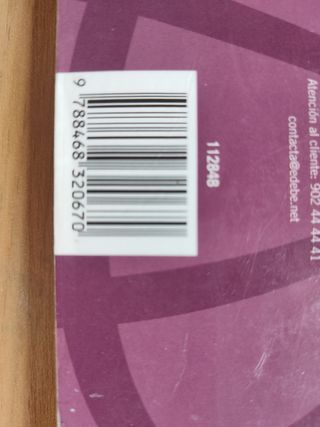 Atención al cliente: 902 44 44 41
contacta@edebe.net
112848
9 788468 320670